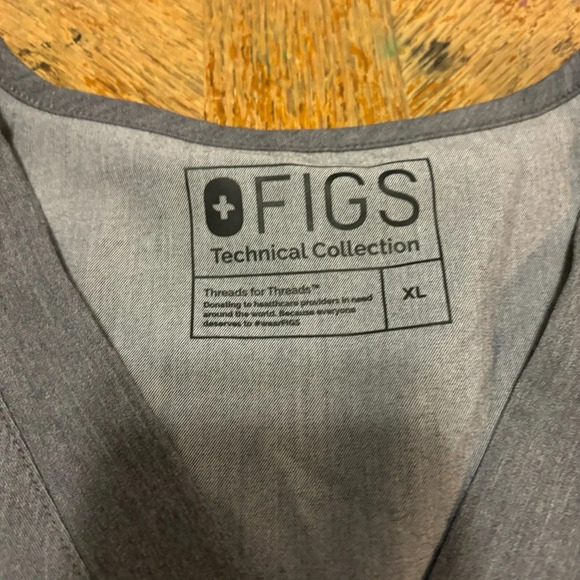 FIGS
Technical Collection
Threads for Threads™
Donating to healthcare providers in need
around the world. Because everyone
deserves to #wearFIGS
XL